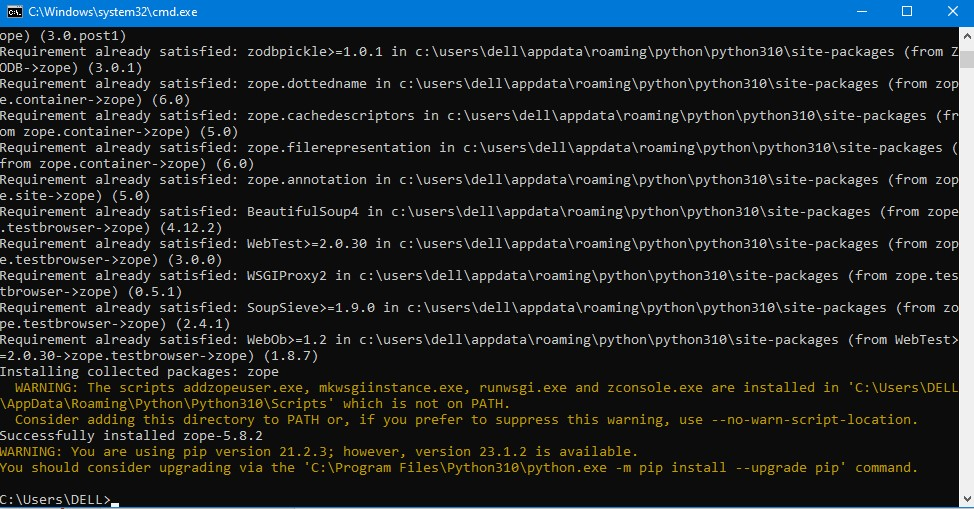 C:\Windows\system32\cmd.exe
ope) (3.0.post1)
Requirement already satisfied: zodbpickle>=1.0.1 in c:\users\dell\appdata\roaming\python\python310\site-packages (from Z
ODB->zope) (3.0.1)
Requirement already satisfied: zope.dottedname in c:\users\dell\appdata\roaming\python\python310\site-packages (from zop
e.container->zope) (6.0)
Requirement already satisfied: zope.cachedescriptors in c:\users\dell\appdata\roaming\python\python310\site-packages (fr
om zope.container->zope) (5.0)
Requirement already satisfied: zope.filerepresentation in c:\users\dell\appdata\roaming\python\python310\site-packages (
from zope.container->zope) (6.0)
Requirement already satisfied: zope.annotation in c:\users\dell\appdata\roaming\python\python310\site-packages (from zop
e.site->zope) (5.0)
Requirement already satisfied: BeautifulSoup4 in c:\users\dell\appdata\roaming\python\python310\site-packages (from zope
.testbrowser->zope) (4.12.2)
Requirement already satisfied: WebTest>=2.0.30 in c:\users\dell\appdata\roaming\python\python310\site-packages (from zop
e.testbrowser->zope) (3.0.0)
Requirement already satisfied: WSGIProxy2 in c:\users\dell\appdata\roaming\python\python310\site-packages (from zope.tes
tbrowser->zope) (0.5.1)
Requirement already satisfied: SoupSieve>=1.9.0 in c:\users\dell\appdata\roaming\python\python310\site-packages (from zo
pe.testbrowser->zope) (2.4.1)
Requirement already satisfied: WebOb>=1.2 in c:\users\dell\appdata\roaming\python\python310\site-packages (from WebTest>
=2.0.30->zope.testbrowser->zope) (1.8.7)
Installing collected packages: zope
  WARNING: The scripts addzopeuser.exe, mkwsgiinstance.exe, runwsgi.exe and zconsole.exe are installed in 'C:\Users\DELL
\AppData\Roaming\Python\Python310\Scripts' which is not on PATH.
  Consider adding this directory to PATH or, if you prefer to suppress this warning, use --no-warn-script-location.
Successfully installed zope-5.8.2
WARNING: You are using pip version 21.2.3; however, version 23.1.2 is available.
You should consider upgrading via the 'C:\Program Files\Python310\python.exe -m pip install --upgrade pip' command.
C:\Users\DELL>